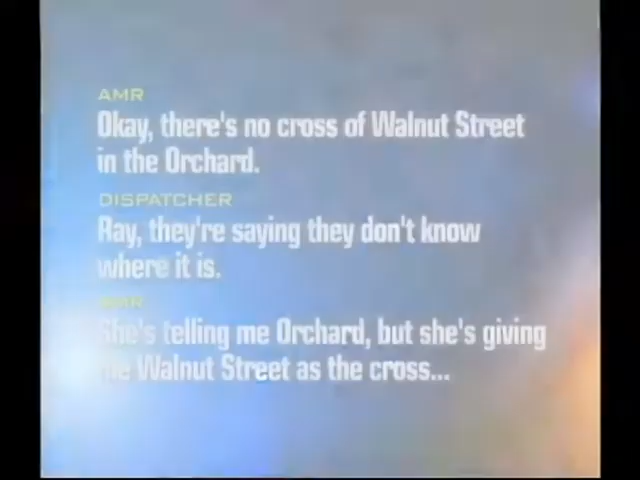 AMR
Okay, there's no cross of Walnut Street
in the Orchard.
DISPATCHER
Ray, they're saying they don't know
where it is.
AMR
She's telling me Orchard, but she's giving
me Walnut Street as the cross...